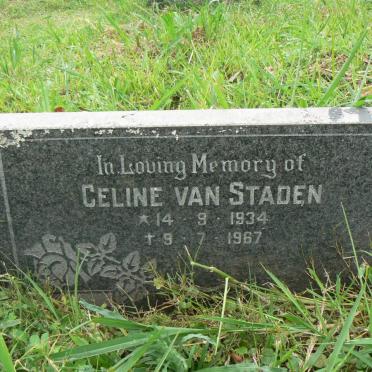 In Loving Memory of
CELINE VAN STADEN
* 14 9 1934
† 9 7 1967